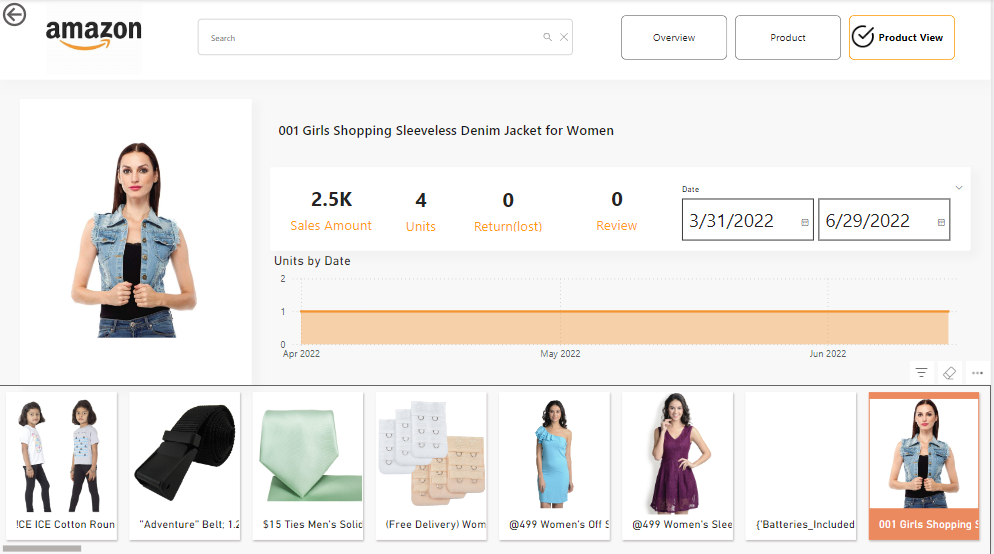 amazon
Search
Overview
Product
Product View
001 Girls Shopping Sleeveless Denim Jacket for Women
2.5K
Sales Amount
4
Units
0
Return(lost)
0
Review
Date
3/31/2022
6/29/2022
Units by Date
2
1
0
Apr 2022
May 2022
Jun 2022
!CE ICE Cotton Roun
"Adventure" Belt; 1.2
$15 Ties Men's Solid
(Free Delivery) Wom
@499 Women's Off S
@499 Women's Slee
{'Batteries_Included
001 Girls Shopping S